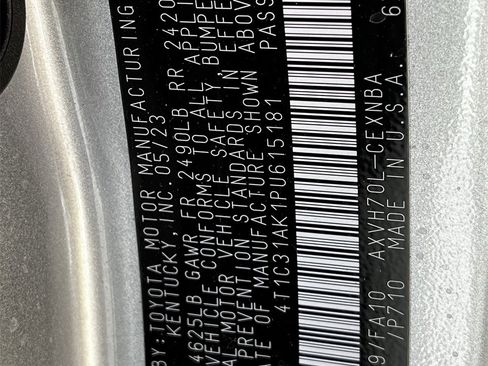 BY:TOYOTA MOTOR MANUFACTURING
KENTUCKY, INC. 05/23
4625LB GAWR FR 2490LB RR 2420
VEHICLE CONFORMS TO ALL APPLI
AL MOTOR VEHICLE SAFETY, BUMPE
PREVENTION STANDARDS IN EFFE
ATE OF MANUFACTURE SHOWN ABOV
4T1C31AK1PU615181 PAS
9/FA10 AXVH70L-CEXNBA
/P710 MADE IN U.S.A.